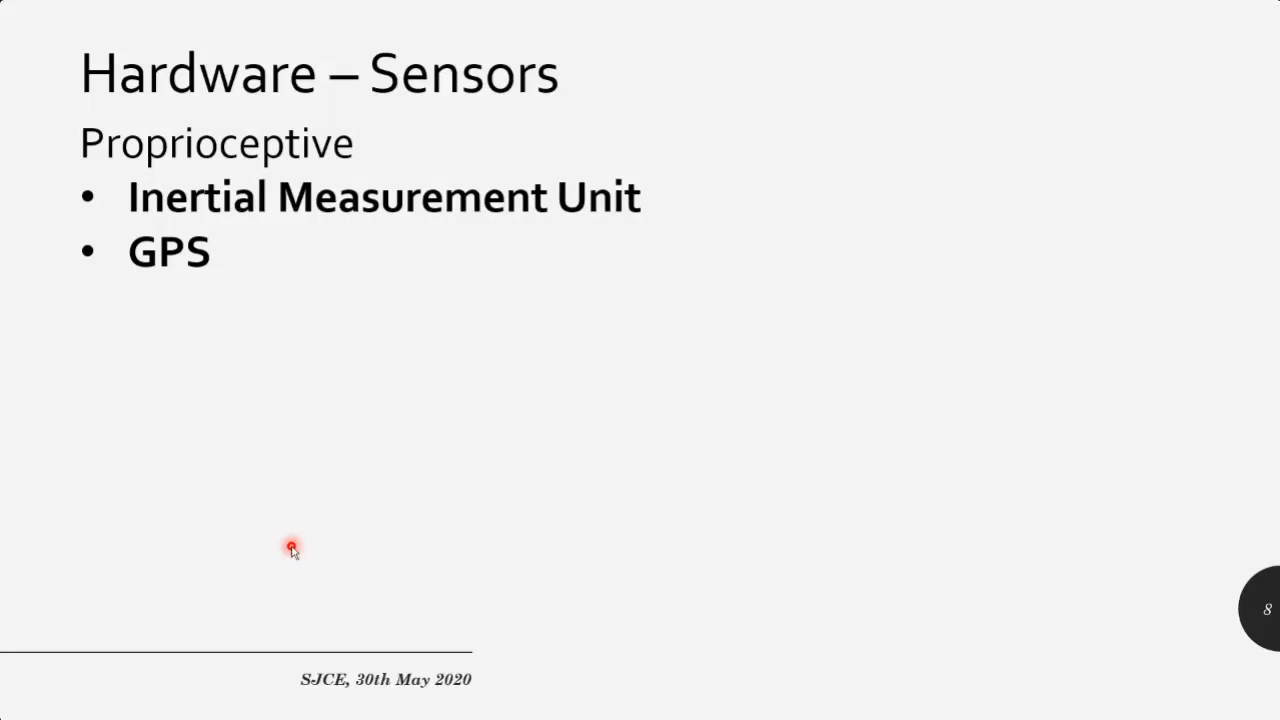 Hardware – Sensors
Proprioceptive
• Inertial Measurement Unit
• GPS
8
SJCE, 30th May 2020